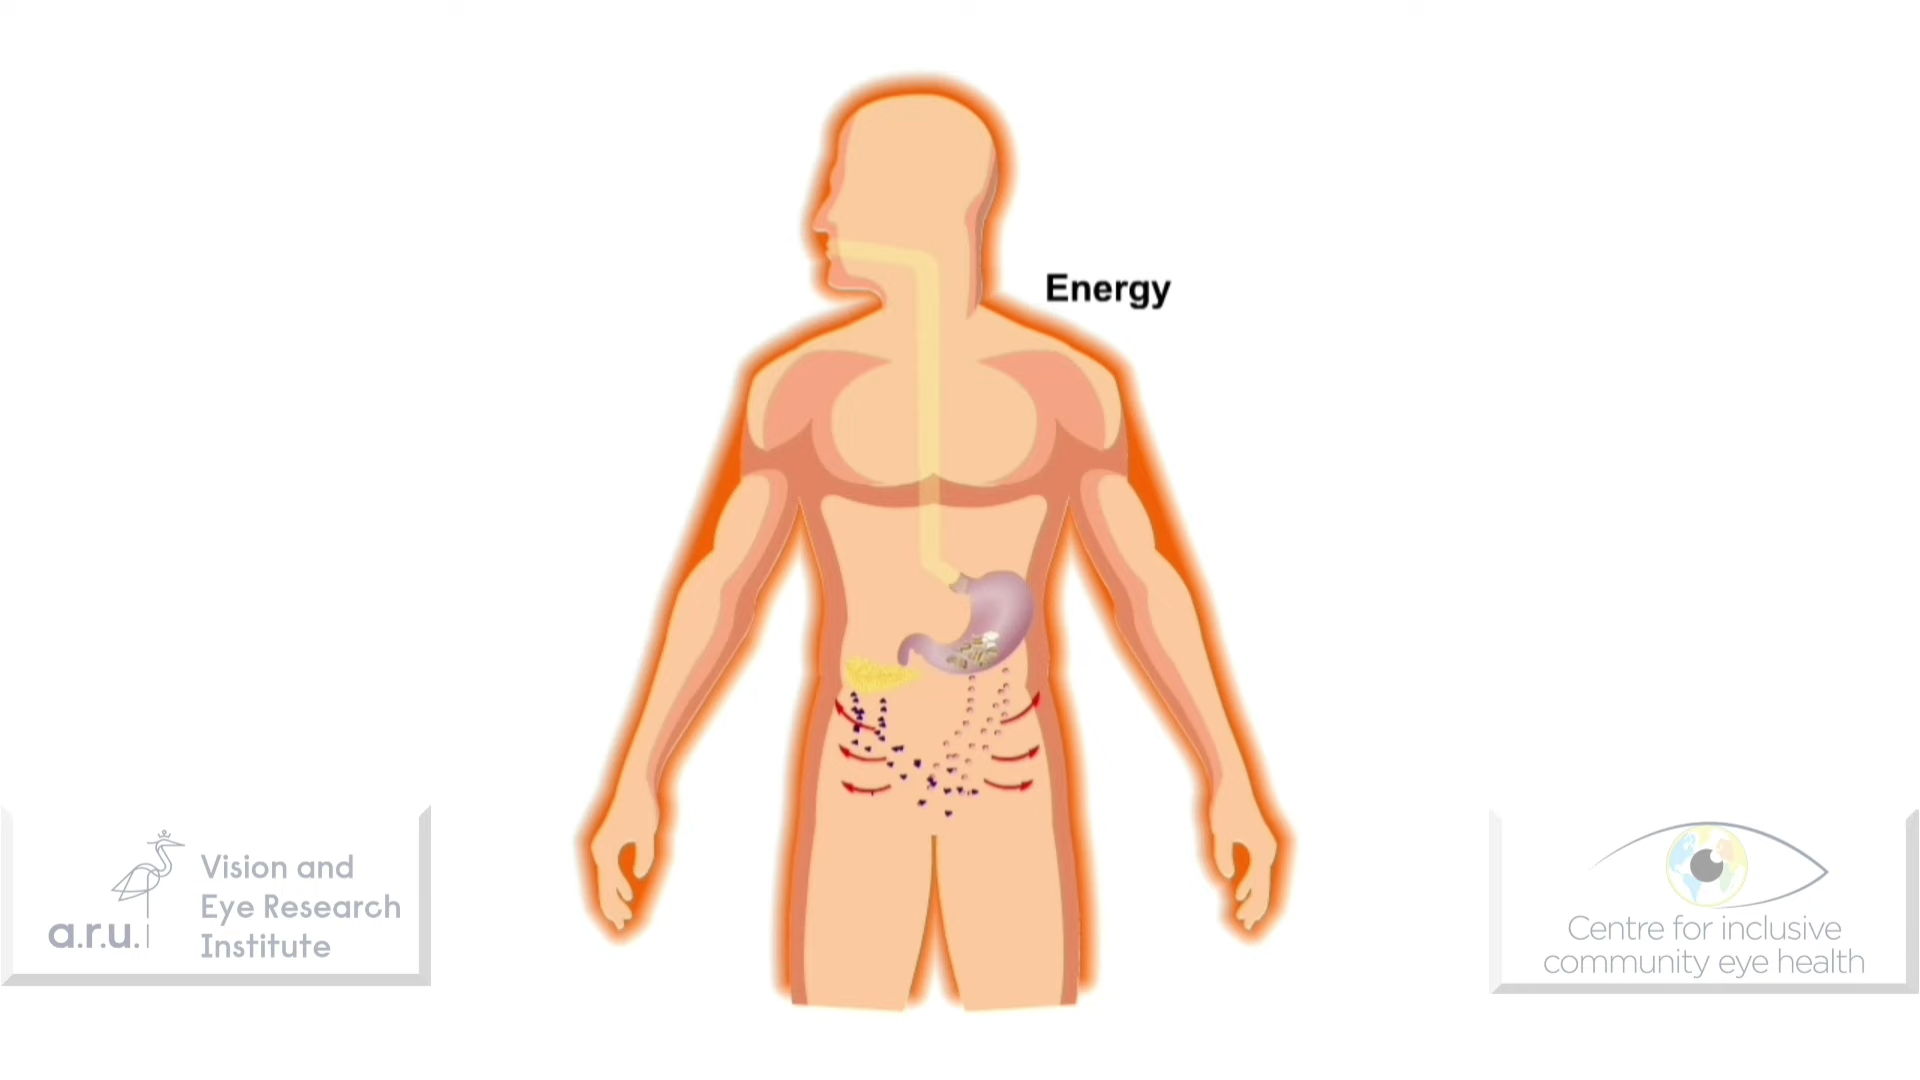 Energy
a.r.u.
Vision and
Eye Research
Institute
Centre for inclusive
community eye health